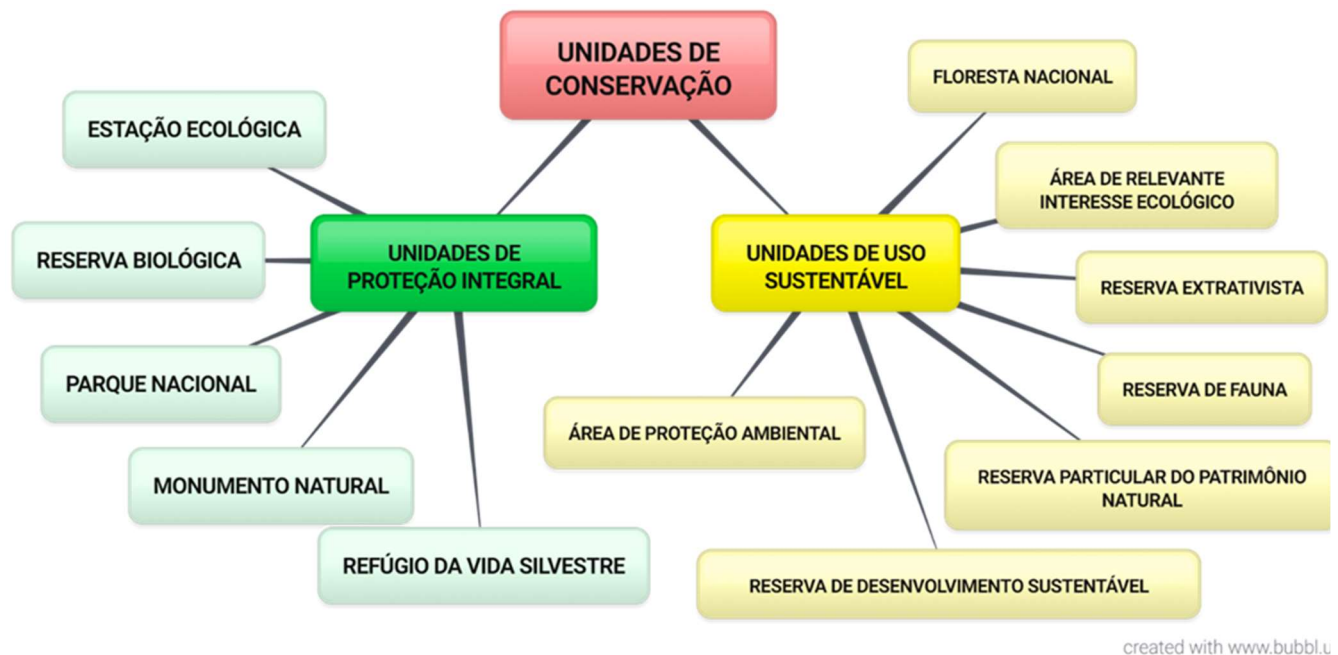 UNIDADES DE
CONSERVAÇÃO
FLORESTA NACIONAL
ESTAÇÃO ECOLÓGICA
ÁREA DE RELEVANTE
INTERESSE ECOLÓGICO
RESERVA BIOLÓGICA
UNIDADES DE
PROTEÇÃO INTEGRAL
UNIDADES DE USO
SUSTENTÁVEL
RESERVA EXTRATIVISTA
PARQUE NACIONAL
RESERVA DE FAUNA
ÁREA DE PROTEÇÃO AMBIENTAL
MONUMENTO NATURAL
RESERVA PARTICULAR DO PATRIMÔNIO
NATURAL
REFÚGIO DA VIDA SILVESTRE
RESERVA DE DESENVOLVIMENTO SUSTENTÁVEL
created with www.bubbl.u